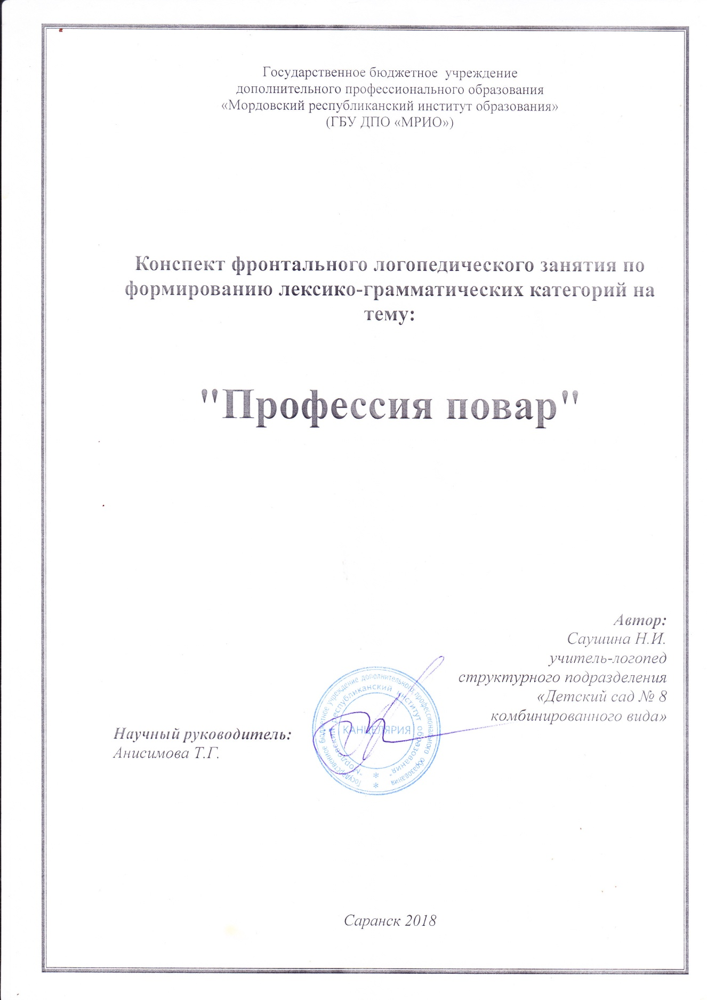 Государственное бюджетное учреждение
дополнительного профессионального образования
«Мордовский республиканский институт образования»
(ГБУ ДПО «МРИО»)
Конспект фронтального логопедического занятия по
формированию лексико-грамматических категорий на
тему:
"Профессия повар"
Автор:
Саушина Н.И.
учитель-логопед
структурного подразделения
«Детский сад № 8
комбинированного вида»
Научный руководитель:
Анисимова Т.Г.
Государственное бюджетное учреждение дополнительного профессионального образования
"Мордовский республиканский институт образования"
КАНЦЕЛЯРИЯ
Саранск 2018